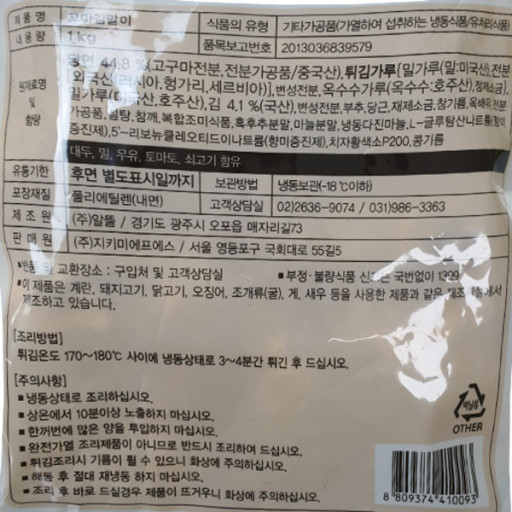 제품명 꼬마김말이 식품의 유형 기타가공품(가열하여 섭취하는 냉동식품/유처리식품)
내용량 1kg 품목보고번호 2013036839579
원재료명 및 함량
당면 44.8 %(고구마전분,전분가공품/중국산),튀김가루{밀가루(밀:미국산),전분
[외국산(러시아,헝가리,세르비아)],변성전분,옥수수가루(옥수수:호주산),정제소금},
밀가루(미국산,호주산),김 4.1 %(국산),변성전분,부추,당근,재제소금,참기름,옥배유,전분
가공품,설탕,참깨,복합조미식품,흑후추분말,마늘분말,냉동다진마늘,L-글루탐산나트륨(향미
증진제),5'-리보뉴클레오티드이나트륨(향미증진제),치자황색소P200,콩기름
대두, 밀, 우유, 토마토, 쇠고기 함유
유통기한 후면 별도표시일까지 보관방법 냉동보관(-18℃이하)
포장재질 폴리에틸렌(내면) 고객상담실 02)2636-9074 / 031)986-3363
제조원 (주)알뜰 / 경기도 광주시 오포읍 매자리길73
판매원 (주)지키미에프에스 / 서울 영등포구 국회대로 55길5
▪반품 및 교환장소 : 구입처 및 고객상담실 ▪부정·불량식품 신고는 국번없이 1399
▪이 제품은 계란, 돼지고기, 닭고기, 오징어, 조개류(굴), 게, 새우 등을 사용한 제품과 같은 제조시설에서
제조하고 있습니다.
[조리방법]
튀김온도 170~180℃ 사이에 냉동상태로 3~4분간 튀긴 후 드십시오.
[주의사항]
▪냉동상태로 조리하십시오.
▪상온에서 10분이상 노출하지 마십시오.
▪한꺼번에 많은 양을 투입하지 마십시오.
▪완전가열 조리제품이 아니므로 반드시 조리하여 드십시오.
▪튀김조리시 기름이 튈 수 있으니 화상에 주의하십시오.
▪해동 후 절대 재냉동 하지 마십시오.
▪조리 후 바로 드실경우 제품이 뜨거우니 화상에 주의하십시오.
비닐류
OTHER
8 809374 410093